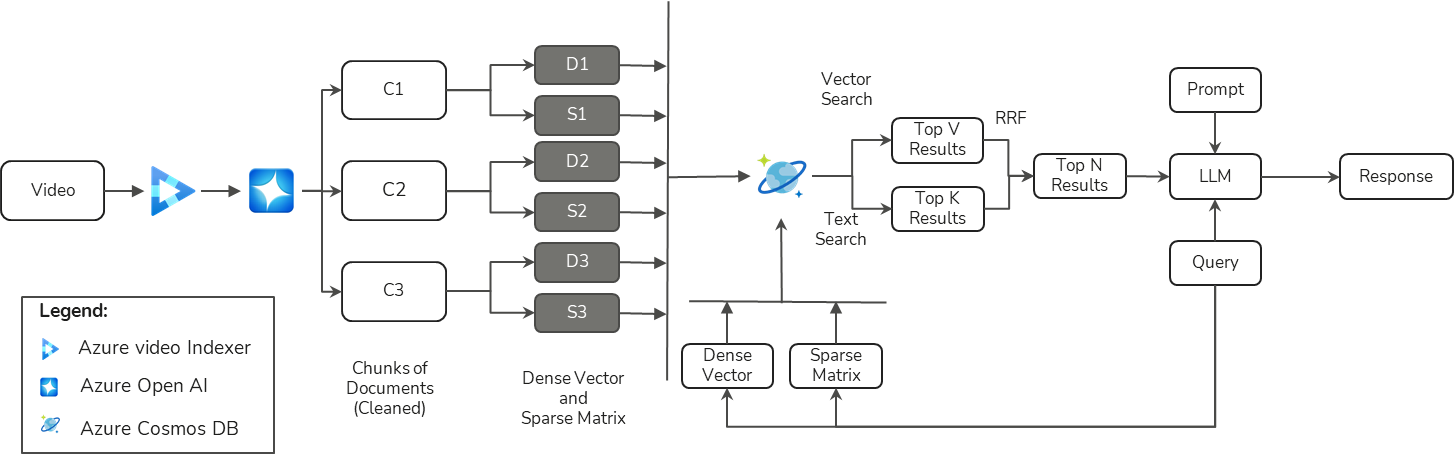 Video
C1
C2
C3
D1
S1
D2
S2
D3
S3
Chunks of
Documents
(Cleaned)
Dense Vector
and
Sparse Matrix
Vector
Search
Text
Search
Top V
Results
Top K
Results
RRF
Top N
Results
Prompt
LLM
Query
Response
Dense
Vector
Sparse
Matrix
Legend:
Azure video Indexer
Azure Open AI
Azure Cosmos DB